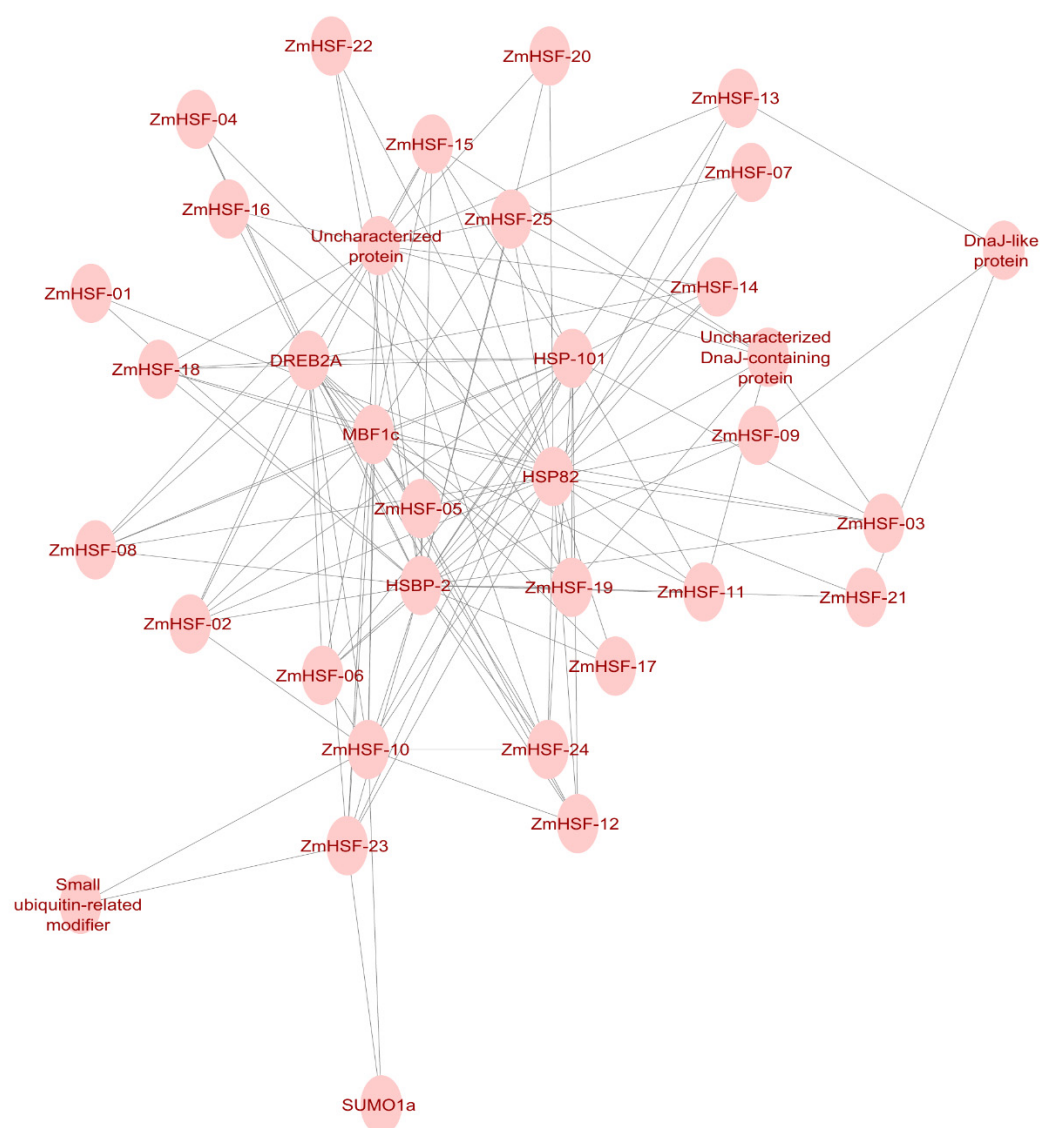 ZmHSF-22
ZmHSF-20
ZmHSF-13
ZmHSF-04
ZmHSF-15
ZmHSF-07
ZmHSF-16
ZmHSF-25
Uncharacterized
protein
DnaJ-like
protein
ZmHSF-01
ZmHSF-14
ZmHSF-18
DREB2A
HSP-101
Uncharacterized
DnaJ-containing
protein
MBF1c
ZmHSF-09
HSP82
ZmHSF-05
ZmHSF-03
ZmHSF-08
HSBP-2
ZmHSF-19
ZmHSF-11
ZmHSF-21
ZmHSF-02
ZmHSF-06
ZmHSF-17
ZmHSF-10
ZmHSF-24
ZmHSF-12
ZmHSF-23
Small
ubiquitin-related
modifier
SUMO1a